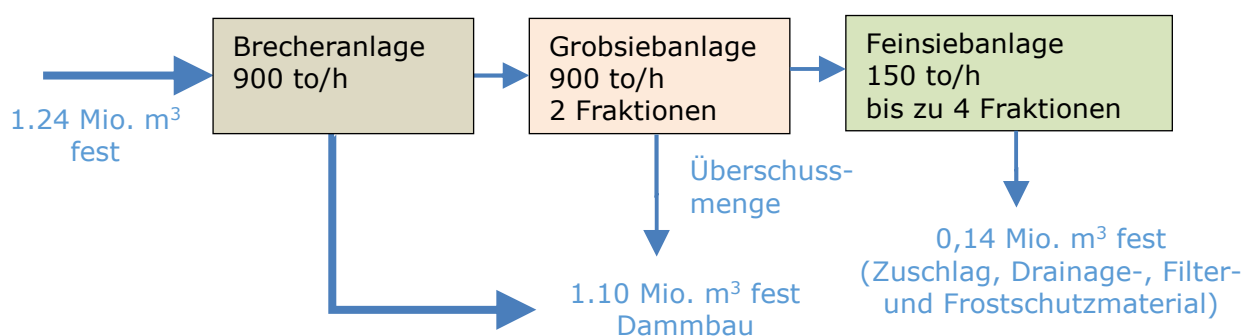 Brecheranlage
900 to/h
Grobsiebanlage
900 to/h
2 Fraktionen
Feinsiebanlage
150 to/h
bis zu 4 Fraktionen
1.24 Mio. m³
fest
Überschuss-
menge
0,14 Mio. m³ fest
(Zuschlag, Drainage-, Filter-
und Frostschutzmaterial)
1.10 Mio. m³ fest
Dammbau